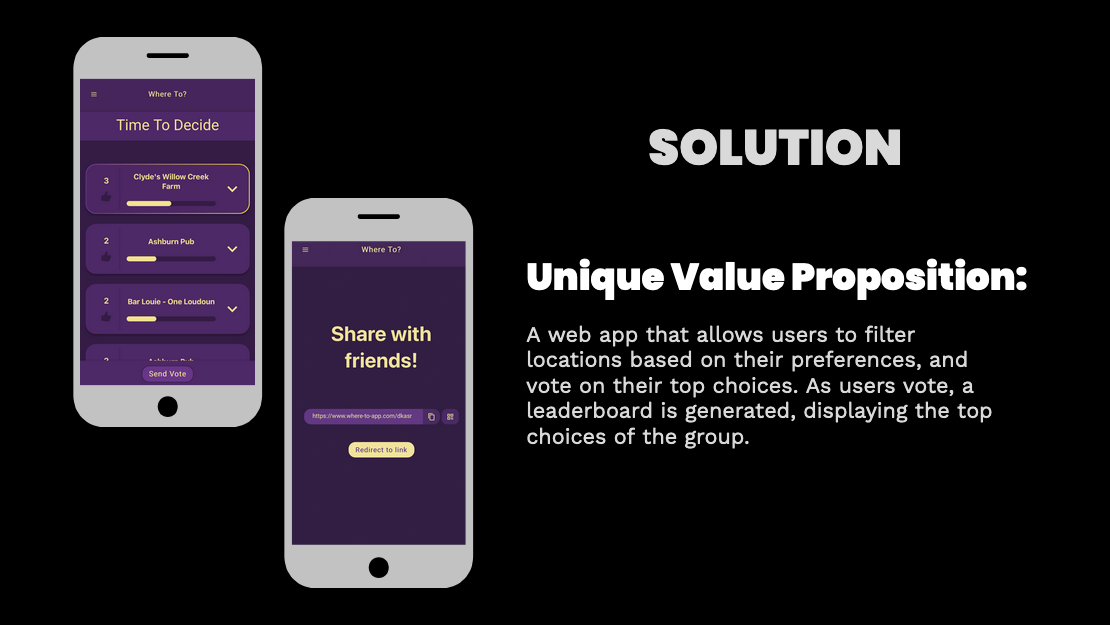 Where To?
Time To Decide
3
Clyde's Willow Creek
Farm
2
Ashburn Pub
2
Bar Louie - One Loudoun
Send Vote
Where To?
Share with
friends!
https://www.where-to-app.com/dkasr
Redirect to link
SOLUTION
Unique Value Proposition:
A web app that allows users to filter
locations based on their preferences, and
vote on their top choices. As users vote, a
leaderboard is generated, displaying the top
choices of the group.